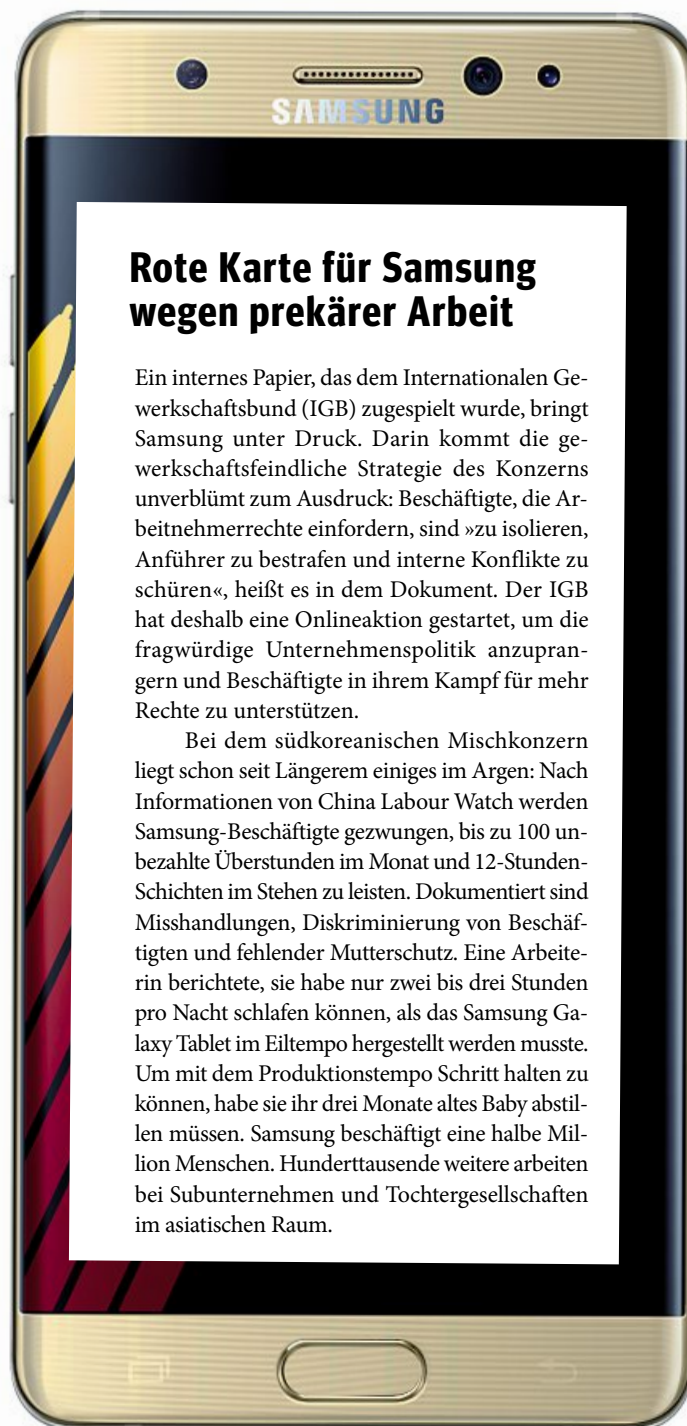 SAMSUNG
Rote Karte für Samsung
wegen prekärer Arbeit
Ein internes Papier, das dem Internationalen Ge-
werkschaftsbund (IGB) zugespielt wurde, bringt
Samsung unter Druck. Darin kommt die ge-
werkschaftsfeindliche Strategie des Konzerns
unverblümt zum Ausdruck: Beschäftigte, die Ar-
beitnehmerrechte einfordern, sind »zu isolieren,
Anführer zu bestrafen und interne Konflikte zu
schüren«, heißt es in dem Dokument. Der IGB
hat deshalb eine Onlineaktion gestartet, um die
fragwürdige Unternehmenspolitik anzupran-
gern und Beschäftigte in ihrem Kampf für mehr
Rechte zu unterstützen.
Bei dem südkoreanischen Mischkonzern
liegt schon seit Längerem einiges im Argen: Nach
Informationen von China Labour Watch werden
Samsung-Beschäftigte gezwungen, bis zu 100 un-
bezahlte Überstunden im Monat und 12-Stunden-
Schichten im Stehen zu leisten. Dokumentiert sind
Misshandlungen, Diskriminierung von Beschäf-
tigten und fehlender Mutterschutz. Eine Arbeite-
rin berichtete, sie habe nur zwei bis drei Stunden
pro Nacht schlafen können, als das Samsung Ga-
laxy Tablet im Eiltempo hergestellt werden musste.
Um mit dem Produktionstempo Schritt halten zu
können, habe sie ihr drei Monate altes Baby abstil-
len müssen. Samsung beschäftigt eine halbe Mil-
lion Menschen. Hunderttausende weitere arbeiten
bei Subunternehmen und Tochtergesellschaften
im asiatischen Raum.